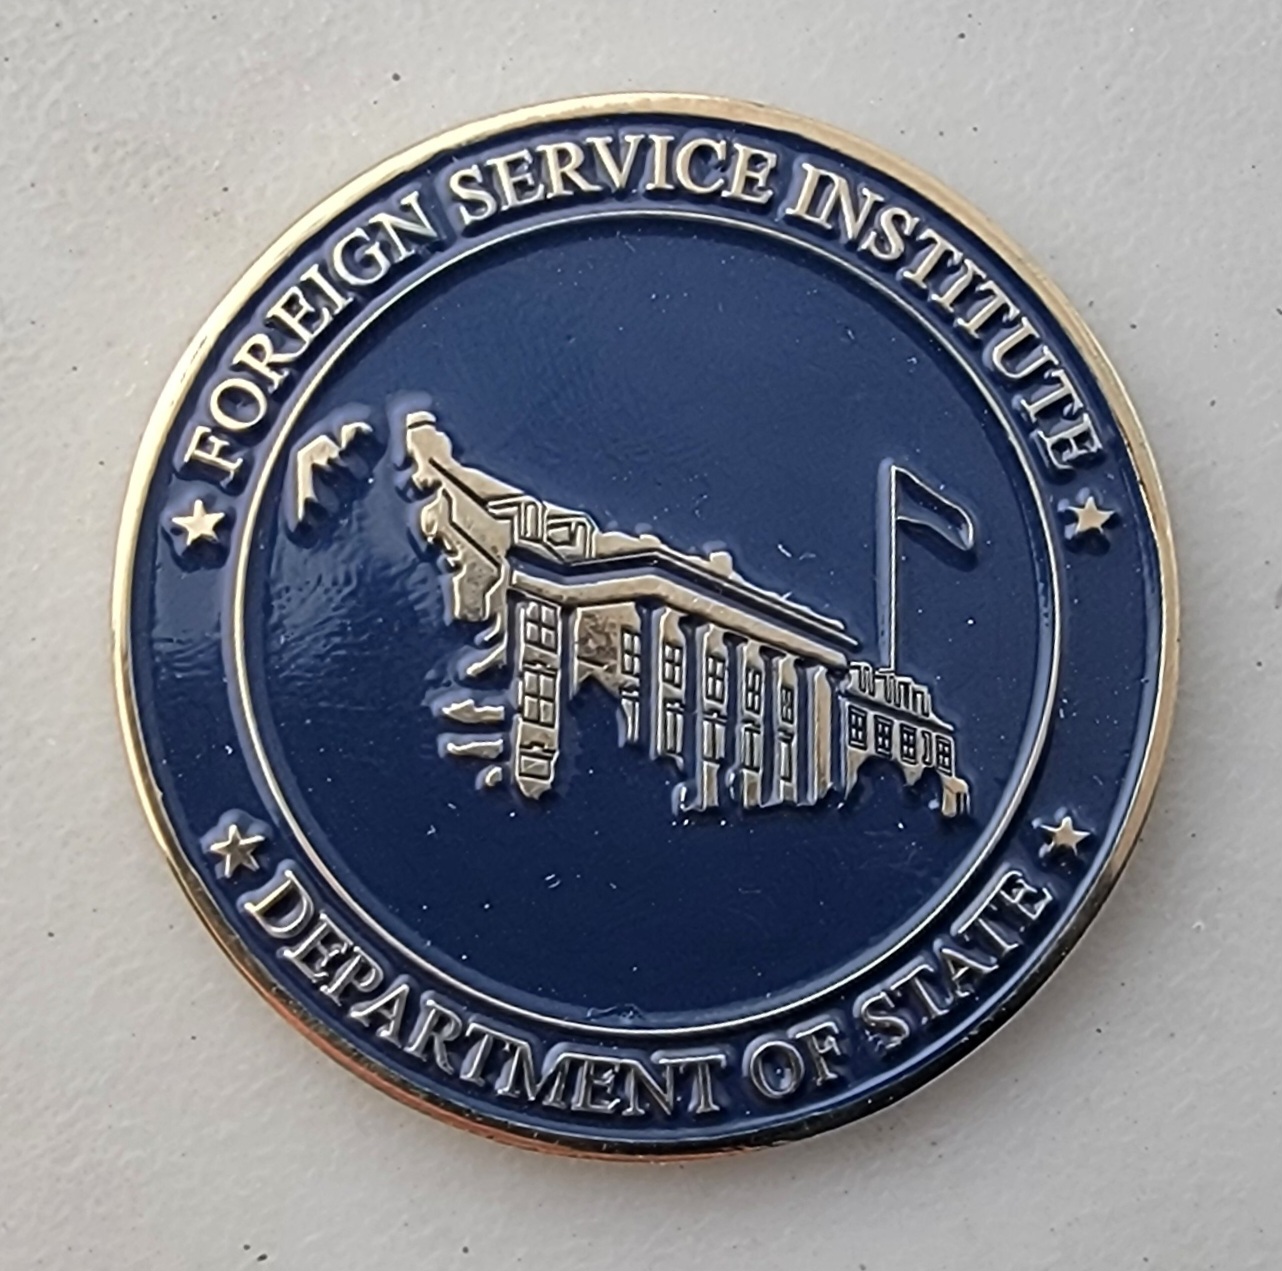 FOREIGN SERVICE INSTITUTE
DEPARTMENT OF STATE